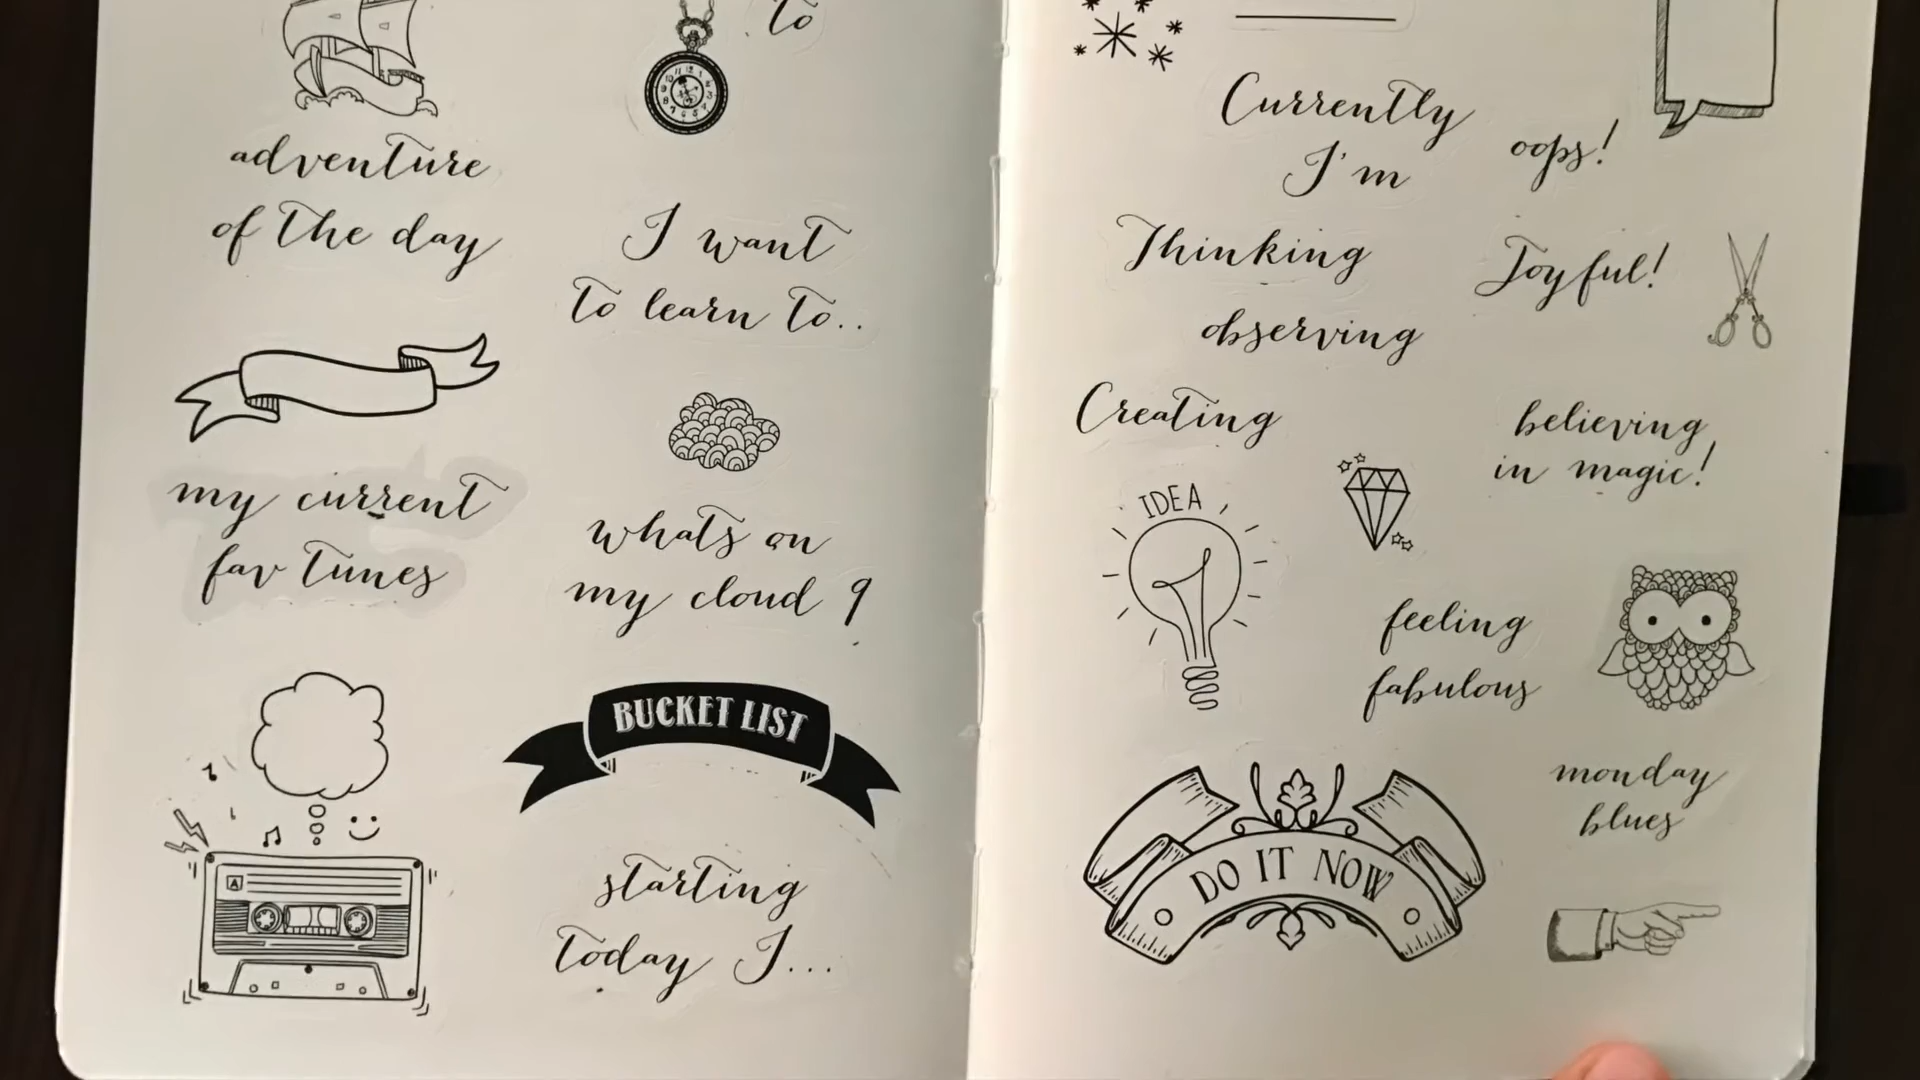 to
adventure
of the day
I want
to learn to..
my current
fav tunes
whats on
my cloud 9
BUCKET LIST
A
starting
today I...
Currently
I'm
oops!
Thinking
Joyful!
observing
Creating
believing
in magic!
IDEA
feeling
fabulous
monday
blues
DO IT NOW